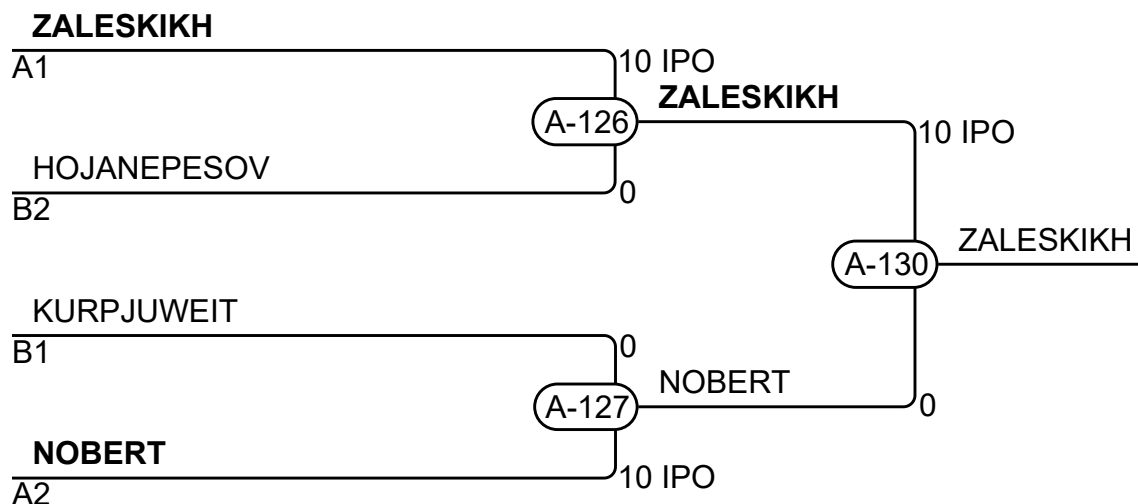 ZALESKIKH
A1
10 IPO
A-126
ZALESKIKH
HOJANEPESOV
B2
0
10 IPO
A-130
ZALESKIKH
KURPJUWEIT
B1
0
A-127
NOBERT
0
NOBERT
A2
10 IPO